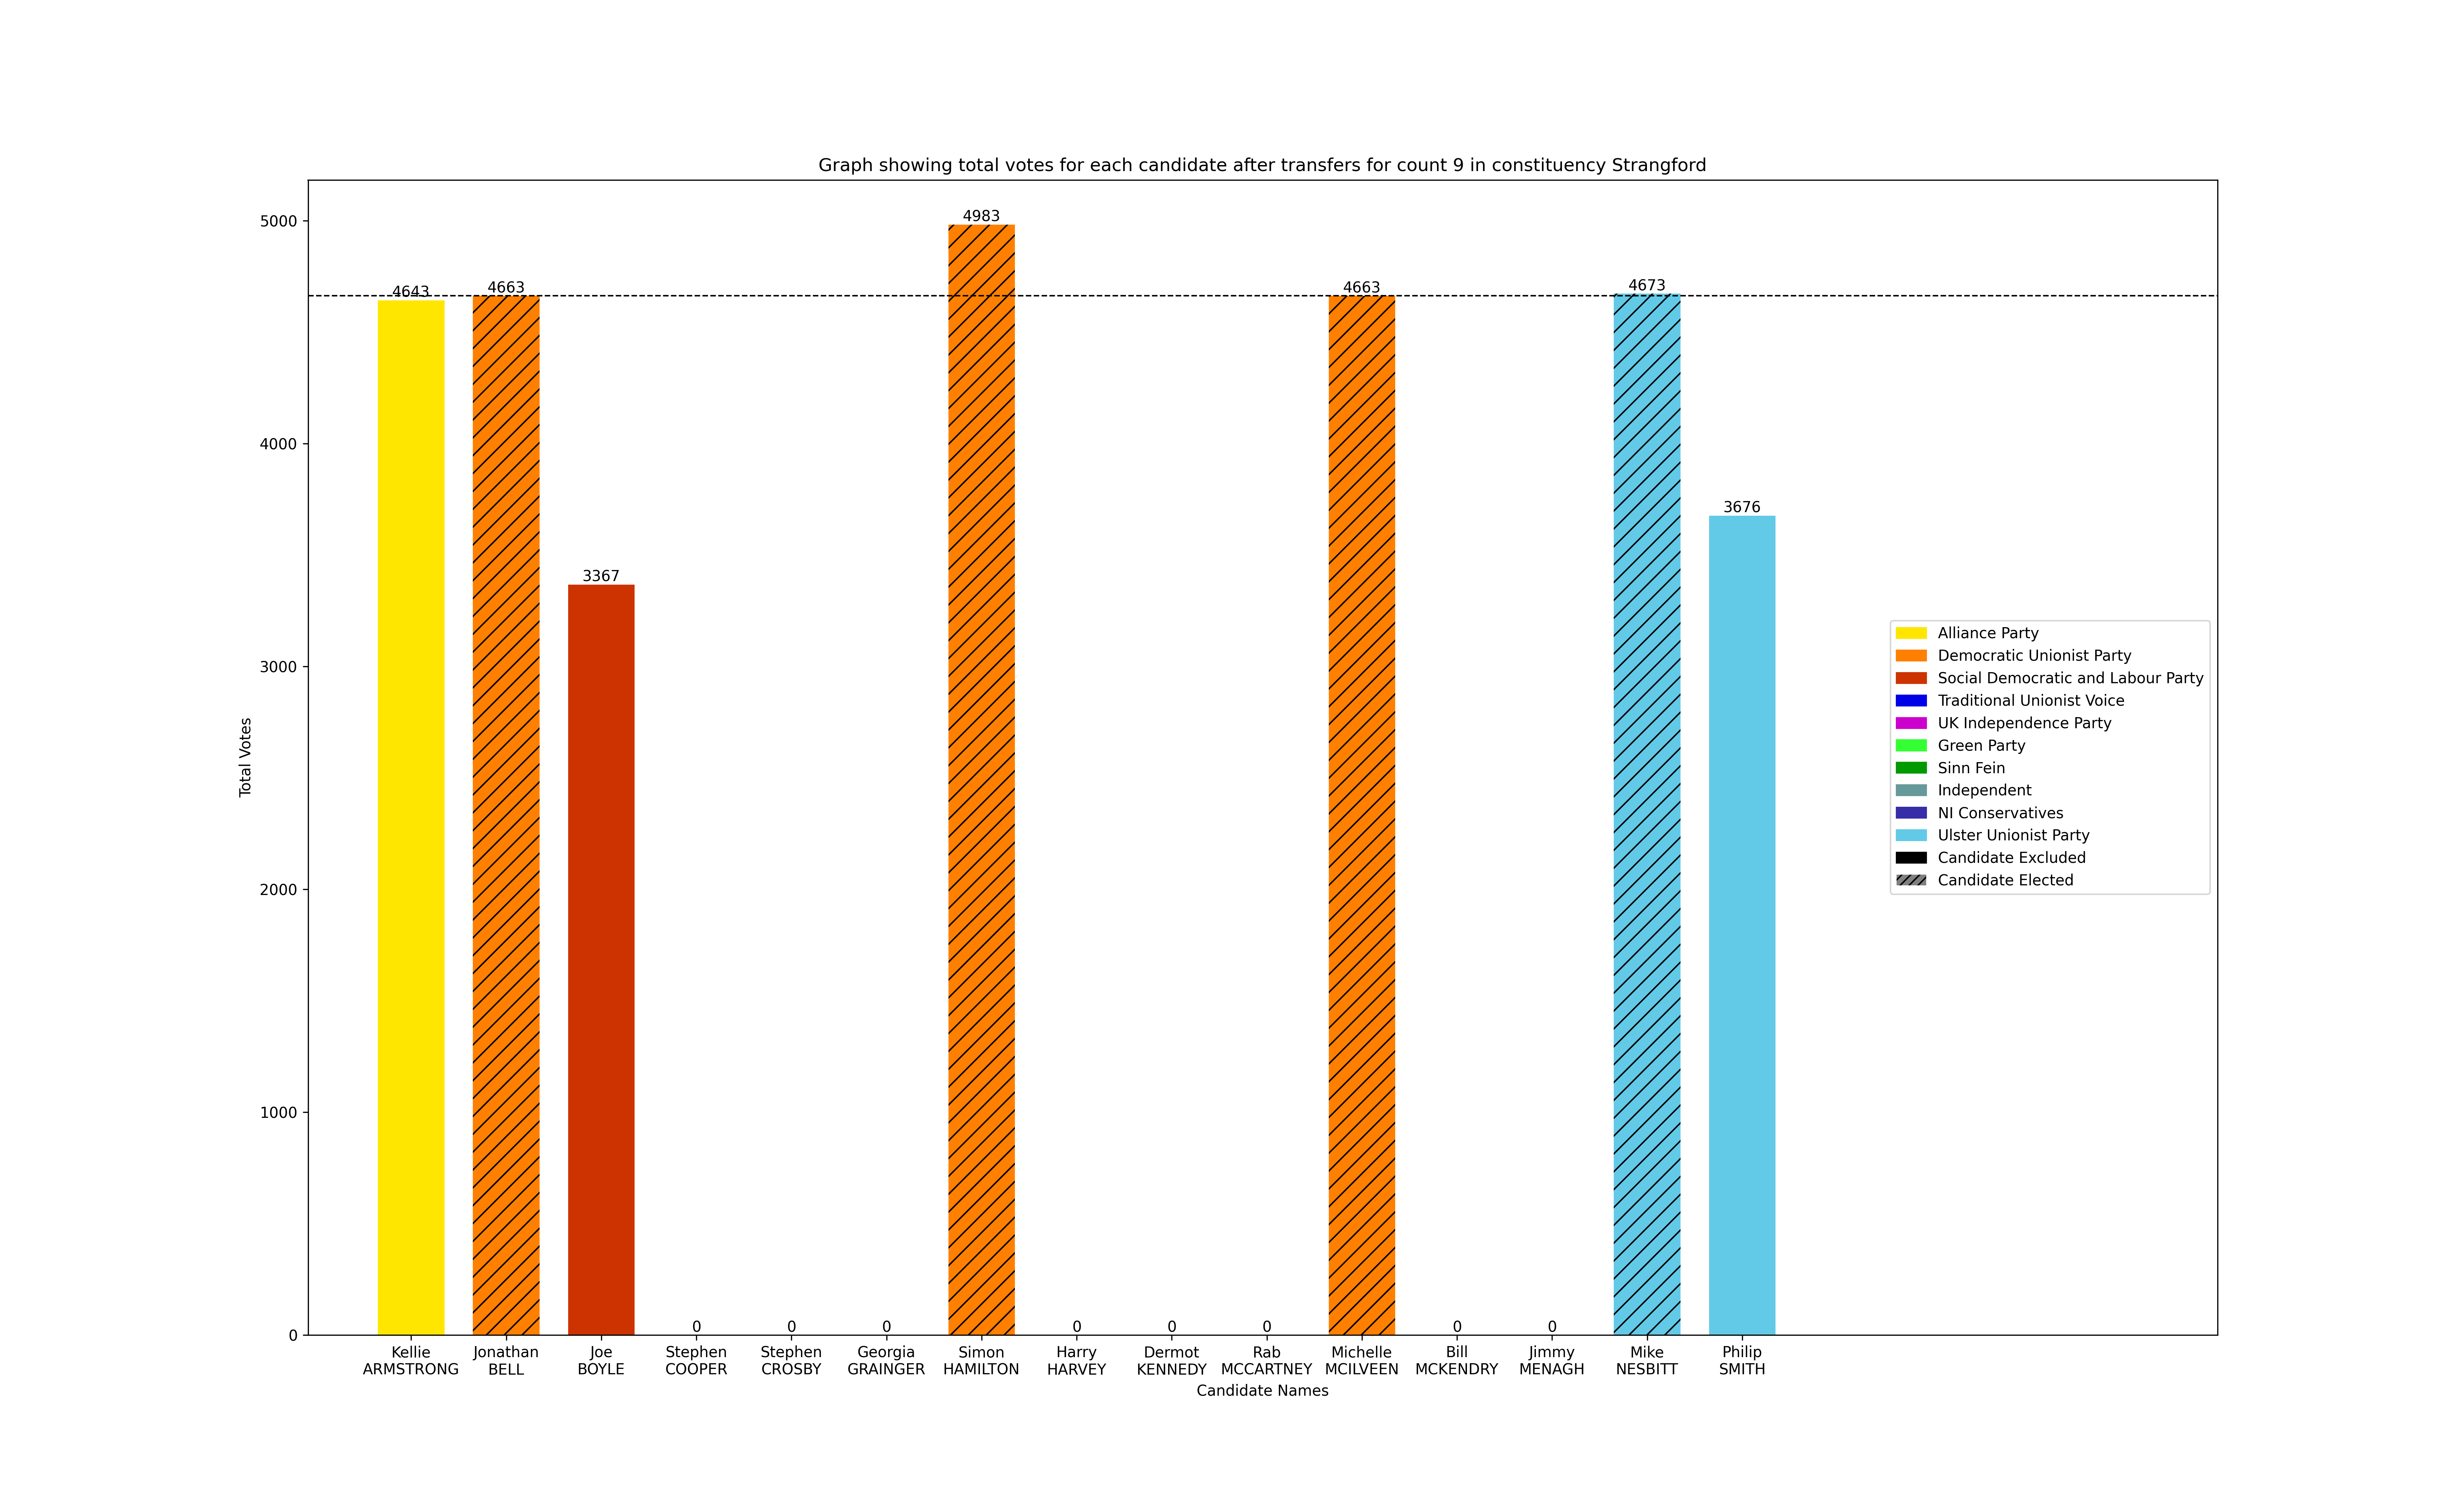 Graph showing total votes for each candidate after transfers for count 9 in constituency Strangford
Total Votes
5000
4000
3000
2000
1000
0
4643
4663
3367
0
0
0
4983
0
0
0
4663
0
0
4673
3676
Kellie
ARMSTRONG
Jonathan
BELL
Joe
BOYLE
Stephen
COOPER
Stephen
CROSBY
Georgia
GRAINGER
Simon
HAMILTON
Harry
HARVEY
Dermot
KENNEDY
Rab
MCCARTNEY
Michelle
MCILVEEN
Bill
MCKENDRY
Jimmy
MENAGH
Mike
NESBITT
Philip
SMITH
Candidate Names
Alliance Party
Democratic Unionist Party
Social Democratic and Labour Party
Traditional Unionist Voice
UK Independence Party
Green Party
Sinn Fein
Independent
NI Conservatives
Ulster Unionist Party
Candidate Excluded
Candidate Elected